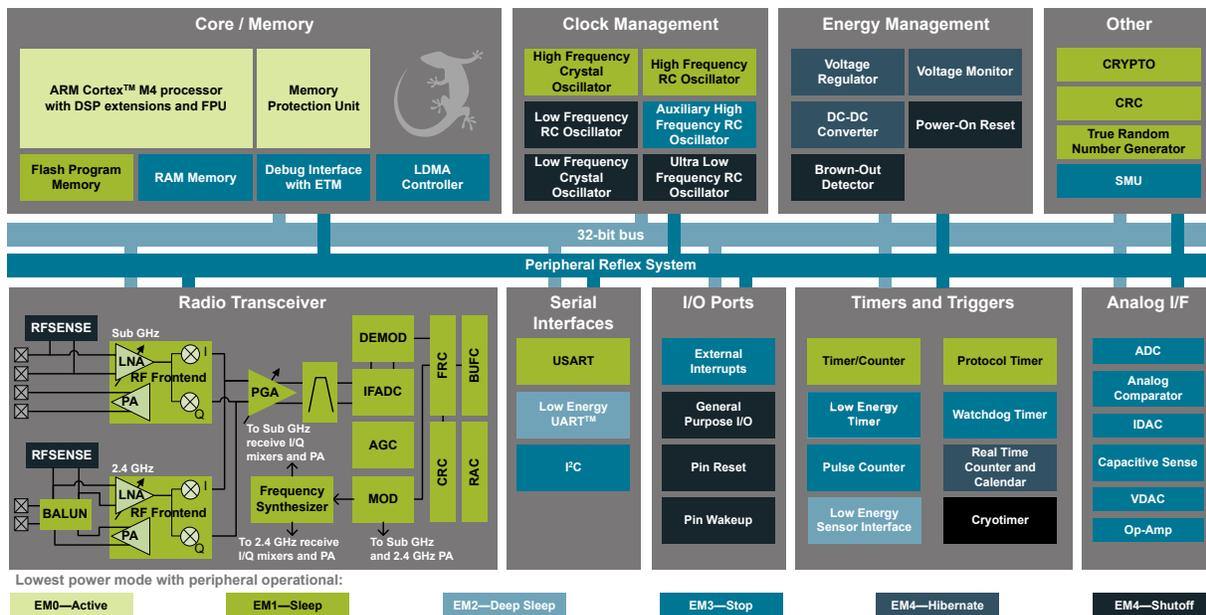 Core / Memory
ARM Cortex™ M4 processor
with DSP extensions and FPU
Memory
Protection Unit
Flash Program
Memory
RAM Memory
Debug Interface
with ETM
LDMA
Controller
Clock Management
High Frequency
Crystal
Oscillator
High Frequency
RC Oscillator
Low Frequency
RC Oscillator
Auxiliary High
Frequency RC
Oscillator
Low Frequency
Crystal
Oscillator
Ultra Low
Frequency RC
Oscillator
Energy Management
Voltage
Regulator
Voltage Monitor
DC-DC
Converter
Power-On Reset
Brown-Out
Detector
Other
CRYPTO
CRC
True Random
Number Generator
SMU
32-bit bus
Peripheral Reflex System
Radio Transceiver
RFSENSE
Sub GHz
LNA
RF Frontend
PA
I
Q
PGA
To Sub GHz
receive I/Q
mixers and PA
DEMOD
IFADC
AGC
MOD
FRC
BUFC
CRC
RAC
RFSENSE
BALUN
2.4 GHz
LNA
RF Frontend
PA
I
Q
Frequency
Synthesizer
To 2.4 GHz receive
I/Q mixers and PA
To Sub GHz
and 2.4 GHz PA
Serial
Interfaces
USART
Low Energy
UART™
I²C
I/O Ports
External
Interrupts
General
Purpose I/O
Pin Reset
Pin Wakeup
Timers and Triggers
Timer/Counter
Protocol Timer
Low Energy
Timer
Watchdog Timer
Pulse Counter
Real Time
Counter and
Calendar
Low Energy
Sensor Interface
Cryotimer
Analog I/F
ADC
Analog
Comparator
IDAC
Capacitive Sense
VDAC
Op-Amp
Lowest power mode with peripheral operational:
EM0—Active
EM1—Sleep
EM2—Deep Sleep
EM3—Stop
EM4—Hibernate
EM4—Shutoff